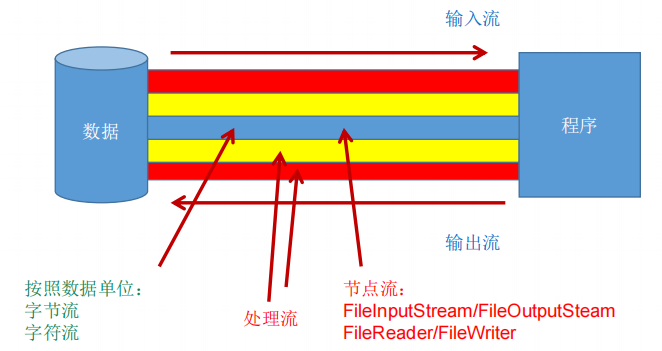 输入流
数据
程序
输出流
按照数据单位:
字节流
字符流
处理流
节点流:
FileInputStream/FileOutputSteam
FileReader/FileWriter